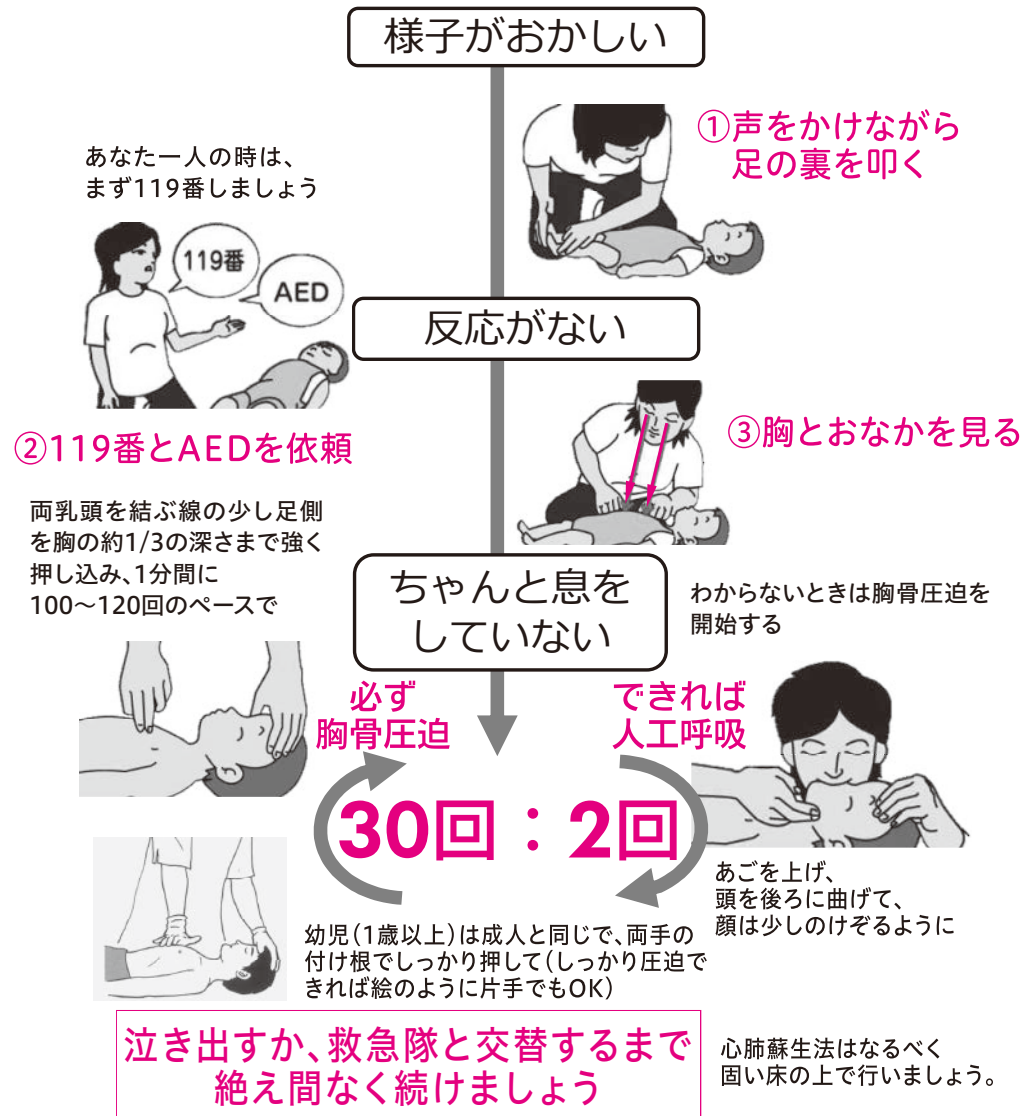 様子がおかしい
①声をかけながら
足の裏を叩く
あなた一人の時は、
まず119番しましょう
119番
AED
反応がない
②119番とAEDを依頼
③胸とおなかを見る
両乳頭を結ぶ線の少し足側
を胸の約1/3の深さまで強く
押し込み、1分間に
100〜120回のペースで
ちゃんと息を
していない
わからないときは胸骨圧迫を
開始する
必ず
胸骨圧迫
できれば
人工呼吸
30回：2回
あごを上げ、
頭を後ろに曲げて、
顔は少しのけぞるように
幼児（1歳以上）は成人と同じで、両手の
付け根でしっかり押して（しっかり圧迫で
きれば絵のように片手でもOK）
泣き出すか、救急隊と交替するまで
絶え間なく続けましょう
心肺蘇生法はなるべく
固い床の上で行いましょう。